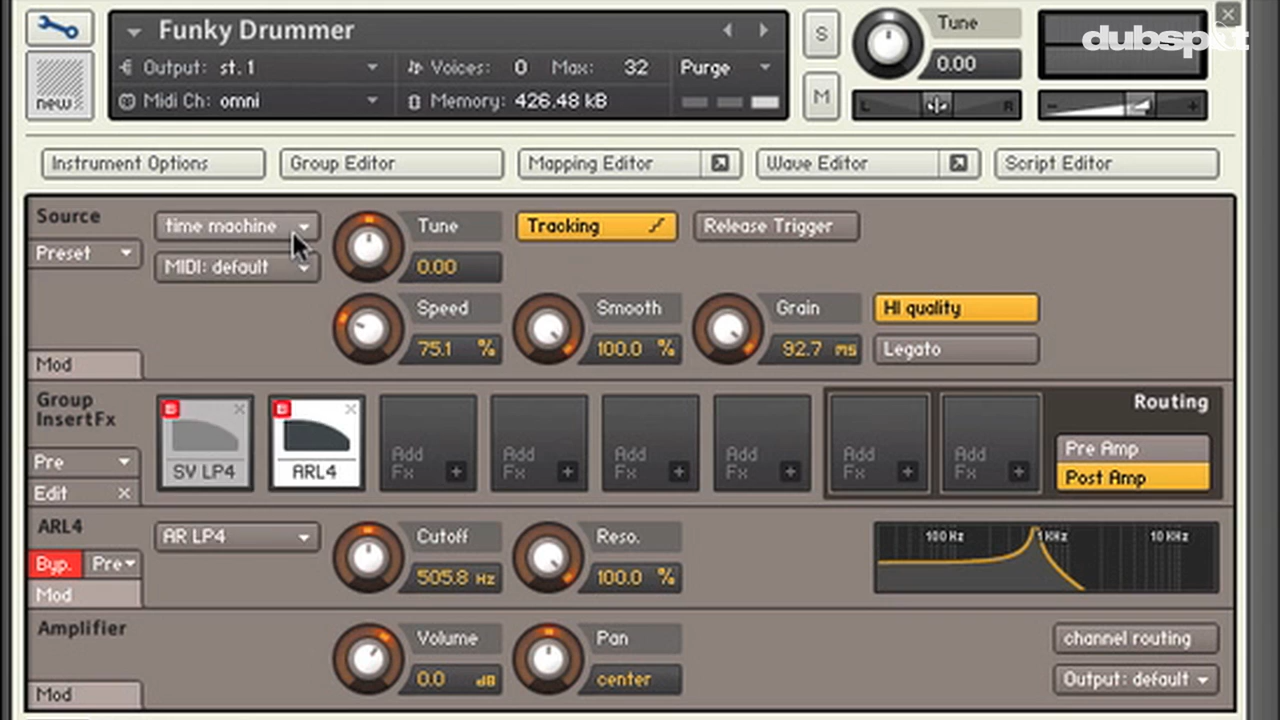 Funky Drummer
Output: st. 1
Voices: 0 Max: 32
Purge
Midi Ch: omni
Memory: 426.48 kB
new
S
M
Tune
0.00
L R
- +
dubspot
Instrument Options
Group Editor
Mapping Editor
Wave Editor
Script Editor
Source
Preset
Mod
time machine
MIDI: default
Tune
0.00
Tracking
Release Trigger
Speed
75.1 %
Smooth
100.0 %
Grain
92.7 ms
HI quality
Legato
Group
InsertFx
Pre
Edit
SV LP4
ARL4
Add
Fx
Add
Fx
Add
Fx
Add
Fx
Add
Fx
Add
Fx
Routing
Pre Amp
Post Amp
ARL4
Byp.
Pre
Mod
AR LP4
Cutoff
505.8 Hz
Reso.
100.0 %
100 Hz
1 KHz
10 KHz
Amplifier
Mod
Volume
0.0 dB
Pan
center
channel routing
Output: default